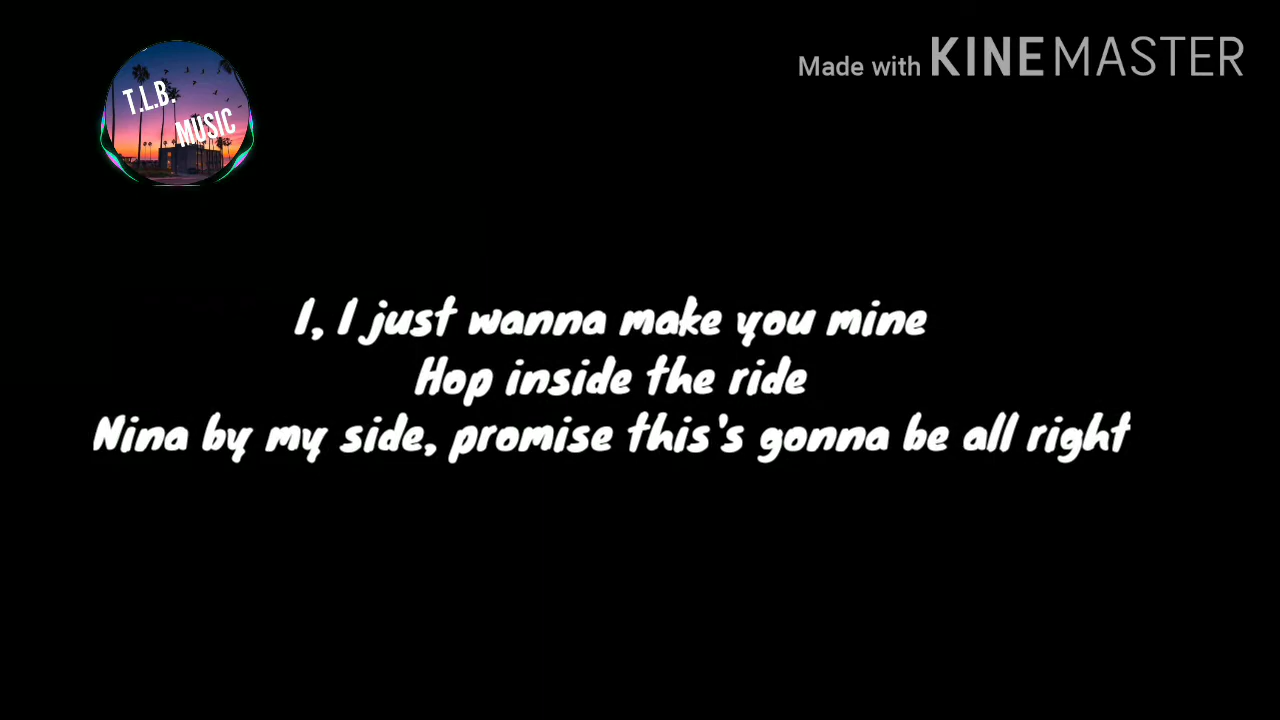 T.L.B.
MUSIC
Made with KINEMASTER
I, I just wanna make you mine
Hop inside the ride
Nina by my side, promise this's gonna be all right